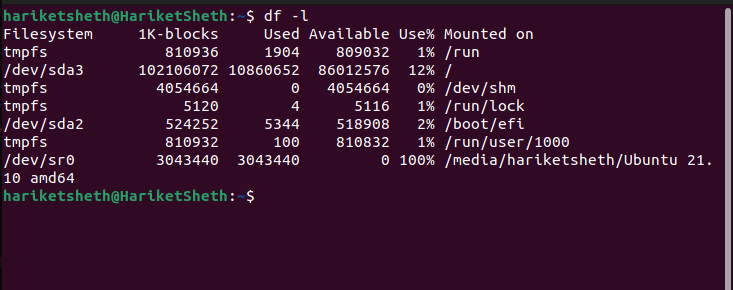 hariketsheth@HariketSheth:~$ df -l
Filesystem     1K-blocks     Used Available Use% Mounted on
tmpfs             810936     1904    809032   1% /run
/dev/sda3      102106072 10860652  86012576  12% /
tmpfs            4054664        0   4054664   0% /dev/shm
tmpfs               5120        4      5116   1% /run/lock
/dev/sda2         524252     5344    518908   2% /boot/efi
tmpfs             810932      100    810832   1% /run/user/1000
/dev/sr0         3043440  3043440         0 100% /media/hariketsheth/Ubuntu 21.
10 amd64
hariketsheth@HariketSheth:~$